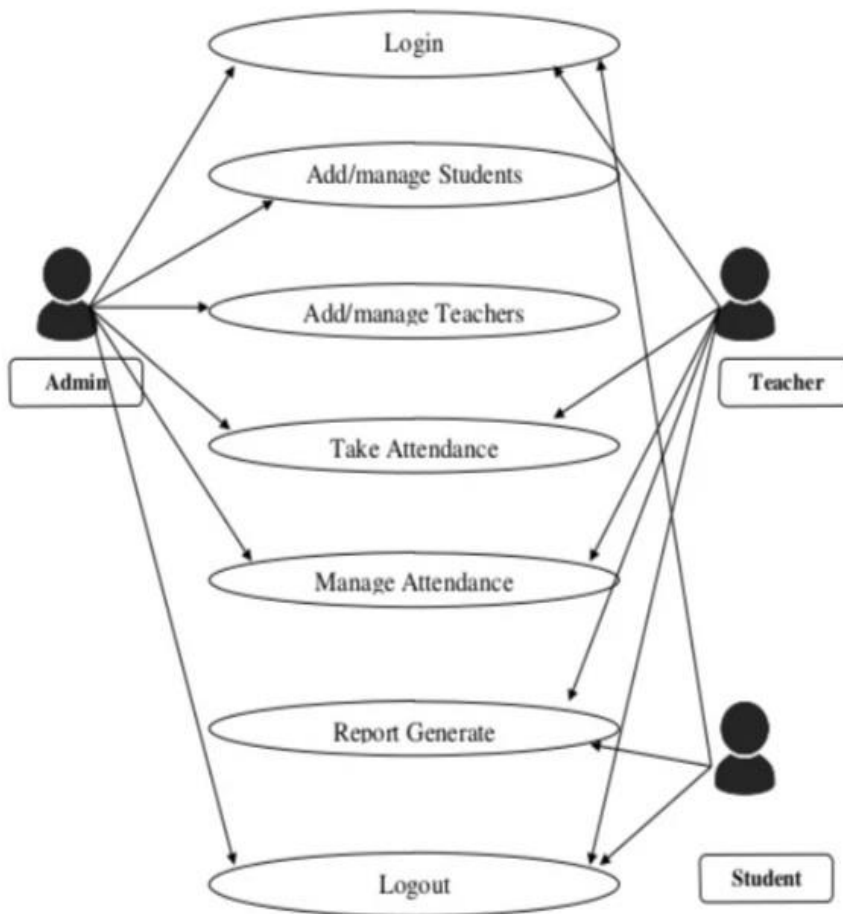 Login
Add/manage Students
Add/manage Teachers
Admin
Teacher
Take Attendance
Manage Attendance
Report Generate
Logout
Student